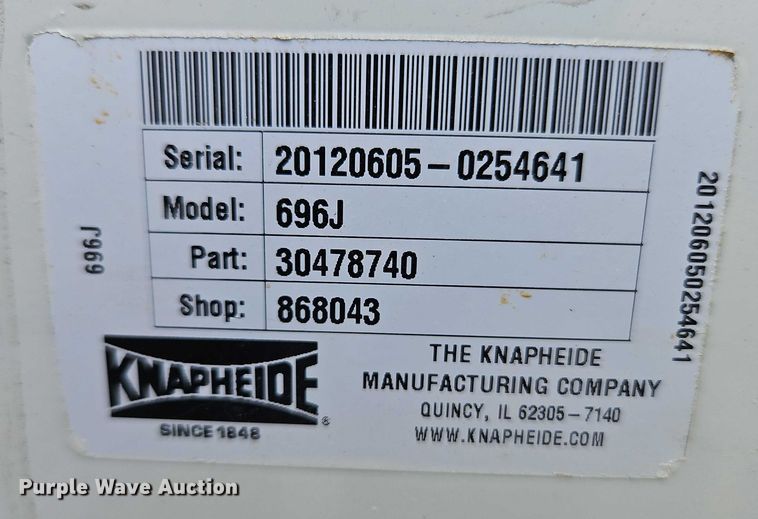 Serial: 20120605-0254641
Model: 696J
Part: 30478740
Shop: 868043
699J
201206050254641
KNAPHEIDE®
SINCE 1848
THE KNAPHEIDE
MANUFACTURING COMPANY
QUINCY, IL 62305-7140
WWW.KNAPHEIDE.COM
Purple Wave Auction